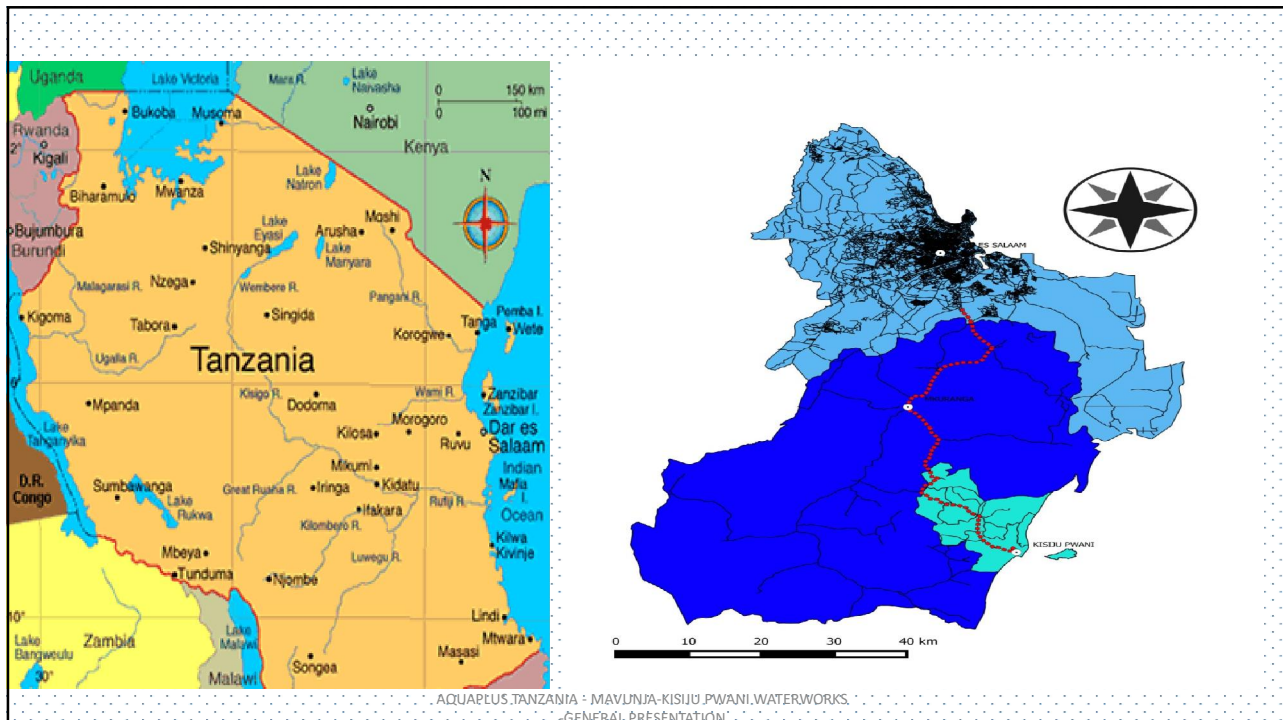 Uganda
Lake Victoria
Mara R.
Lake
Naivasha
0 150 km
0 100 mi
Bukoba
Musoma
Nairobi
Rwanda
Kenya
2°
Kigali
Lake
Natron
N
Biharamulo
Mwanza
Moshi
Lake
Eyasi
Arusha
Bujumbura
Burundi
Shinyanga
Lake
Manyara
Nzega
Malagarasi R.
Wembere R.
Pangani R.
Pemba I.
Kigoma
Singida
Tanga
Wete
Tabora
Korogwe
Ugalla R.
Tanzania
Kisigo R.
Wami R.
Zanzibar
Zanzibar I.
Mpanda
Dodoma
Morogoro
Lake
Tanganyika
Kilosa
Ruvu
Dar es
Salaam
Mikumi
Indian
D.R.
Congo
Sumbawanga
Great Ruaha R.
Iringa
Kidatu
Mafia
I.
Rufiji R.
Ocean
Lake
Rukwa
Ifakara
Kilombero R.
Kilwa
Kivinje
Mbeya
Luwegu R.
Tunduma
Njombe
10°
Lindi
Zambia
Lake
Malawi
Mtwara
Lake
Bangweulu
Masasi
Songea
30°
Malawi
ES SALAAM
KISIJU PWANI
0 10 20 30 40 km
AQUAPLUS TANZANIA - MAVUNJA-KISIJU PWANI WATERWORKS
GENERAL PRESENTATION